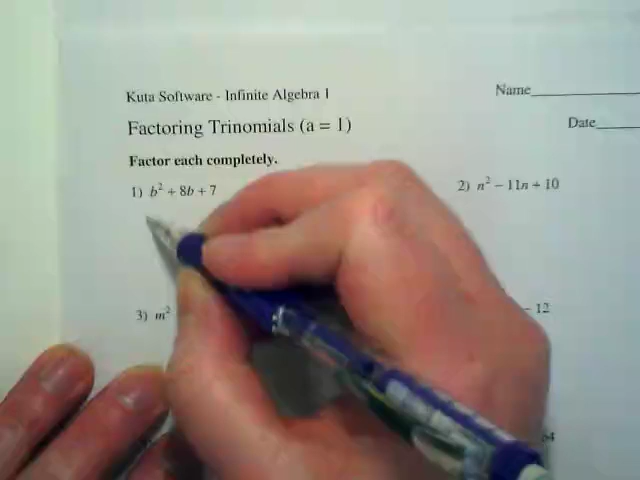 Kuta Software - Infinite Algebra 1
Name
Factoring Trinomials (a = 1)
Date
Factor each completely.
1) b² + 8b + 7
2) n² − 11n + 10
3) m²
− 12